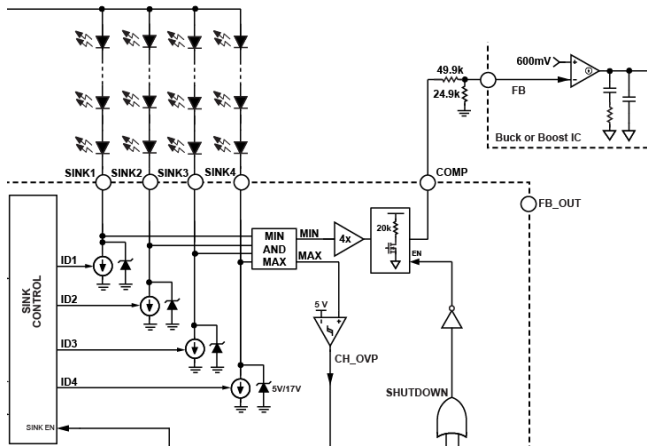 600mV
49.9k
24.9k
FB
Buck or Boost IC
SINK1
SINK2
SINK3
SINK4
COMP
FB_OUT
MIN
AND
MAX
MIN
MAX
4x
20k
EN
SINK
CONTROL
ID1
ID2
ID3
ID4
5 V
CH_OVP
5V/17V
SHUTDOWN
SINK EN